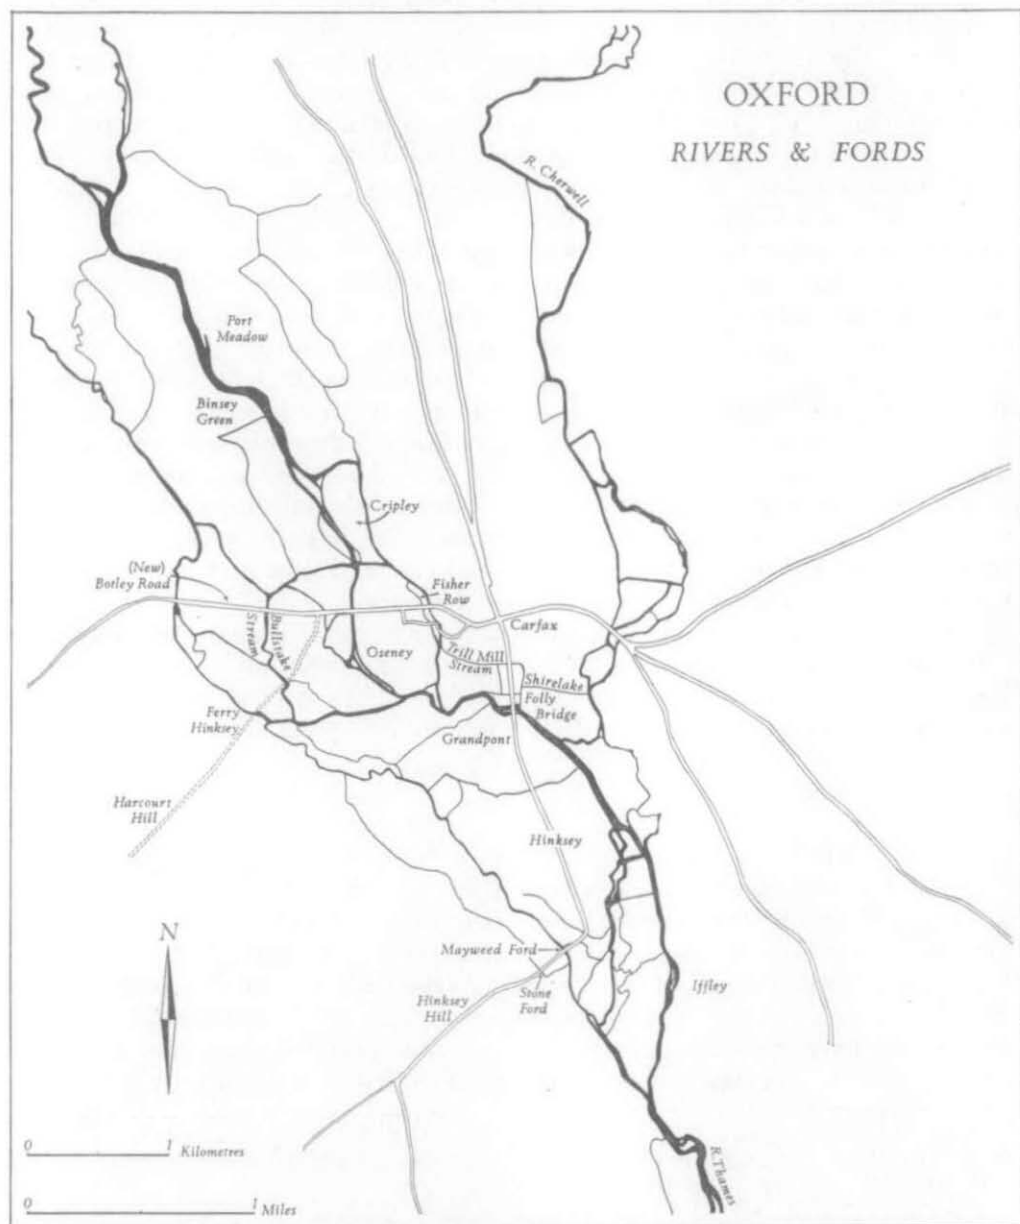 OXFORD
RIVERS & FORDS
R. Cherwell
Port
Meadow
Binsey
Green
Cripley
(New)
Botley Road
Fisher
Row
Carfax
Stream
Bullstake
Oseney
Trill Mill
Stream
Shirelake
Folly
Bridge
Ferry
Hinksey
Grandpont
Harcourt
Hill
Hinksey
N
Mayweed Ford
Stone
Ford
Hinksey
Hill
Iffley
0 1 Kilometres
R. Thames
0 1 Miles